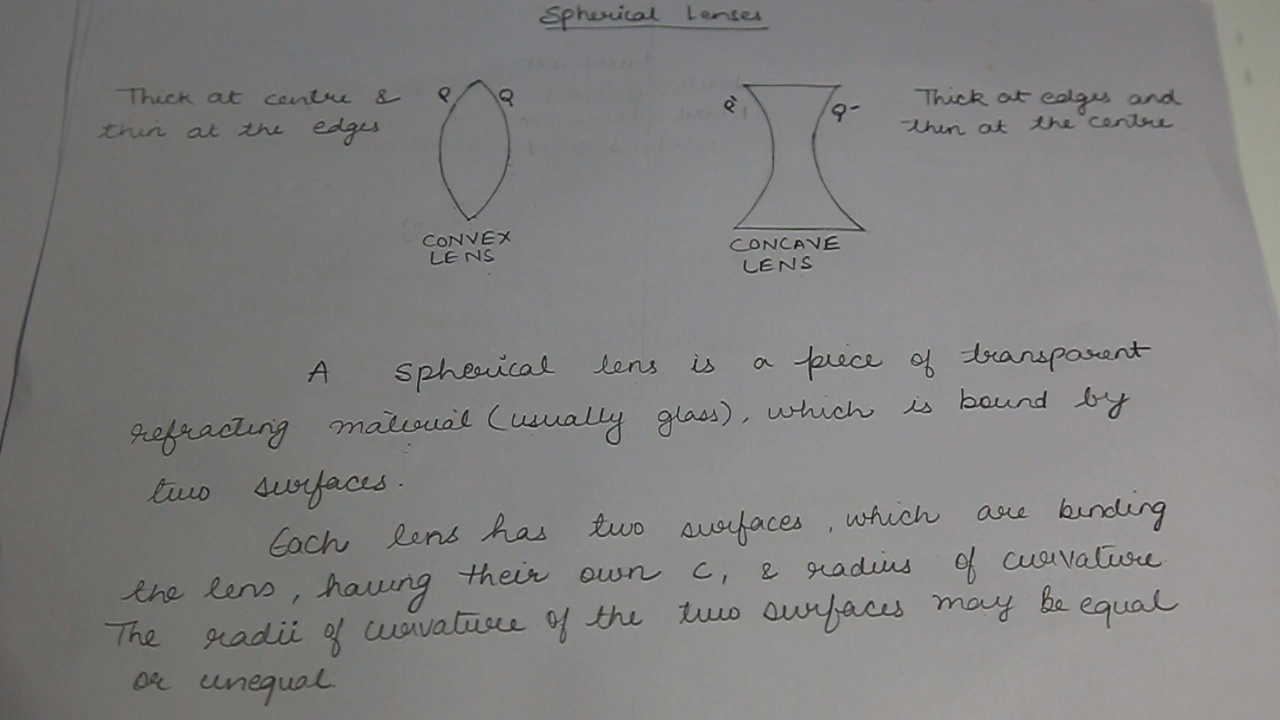 Spherical Lenses
Thick at centre &
thin at the edges
P
Q
CONVEX
LENS
P'
Q'
CONCAVE
LENS
Thick at edges and
thin at the centre.
A spherical lens is a piece of transparent
refracting material (usually glass), which is bound by
two surfaces.
Each lens has two surfaces, which are binding
the lens, having their own C, & radius of curvature.
The radii of curvature of the two surfaces may be equal
or unequal.